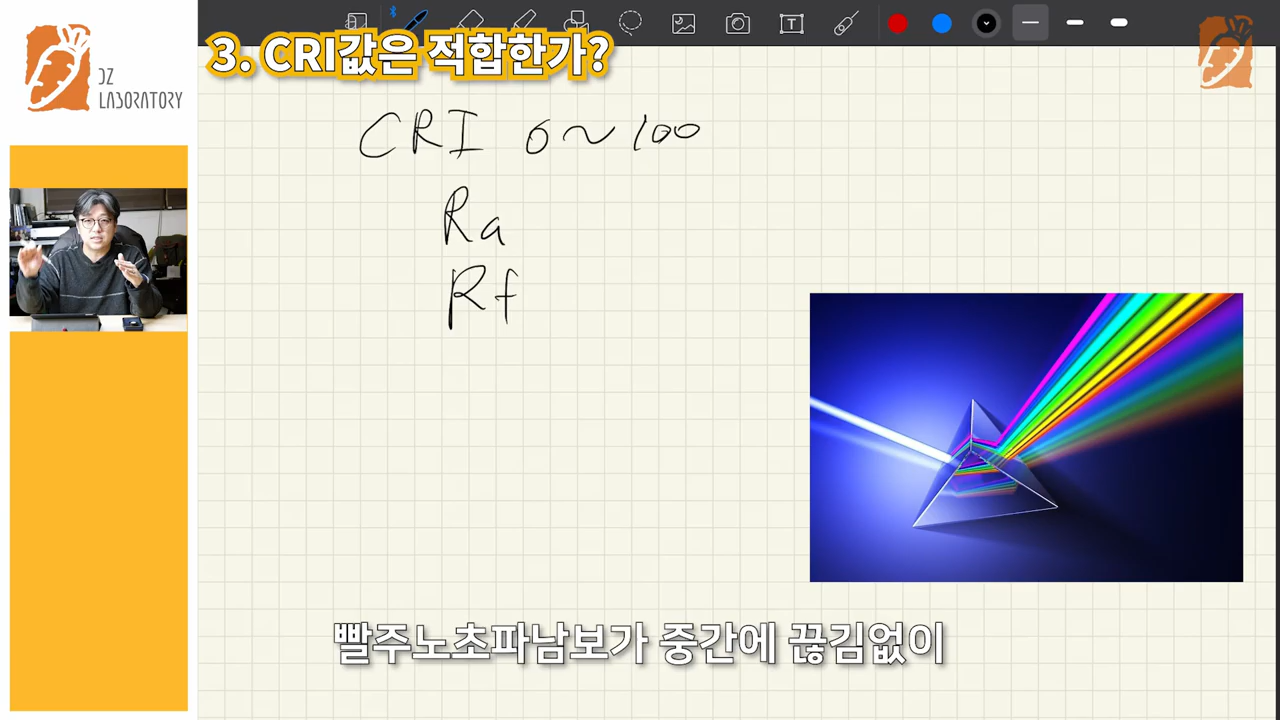 3. CRI값은 적합한가?
DZ
LABORATORY
CRI 0~100
Ra
Rf
T
빨주노초파남보가 중간에 끊김없이